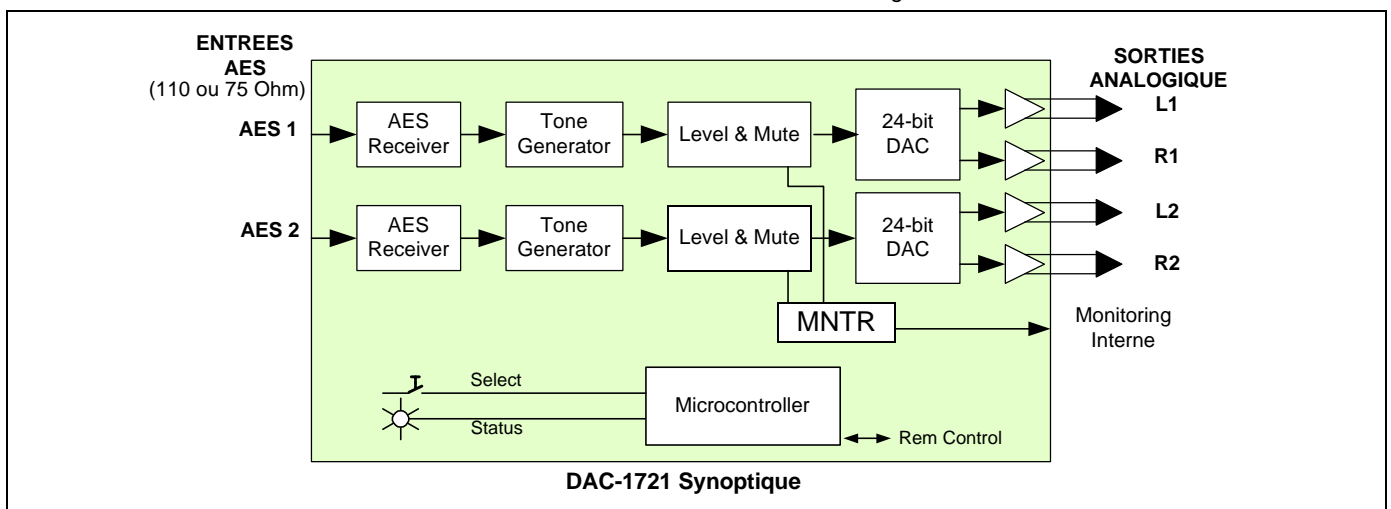 ENTREES
AES
(110 ou 75 Ohm)
SORTIES
ANALOGIQUE
AES 1
AES
Receiver
Tone
Generator
Level & Mute
24-bit
DAC
L1
R1
AES 2
AES
Receiver
Tone
Generator
Level & Mute
24-bit
DAC
L2
R2
MNTR
Monitoring
Interne
Select
Status
Microcontroller
Rem Control
DAC-1721 Synoptique